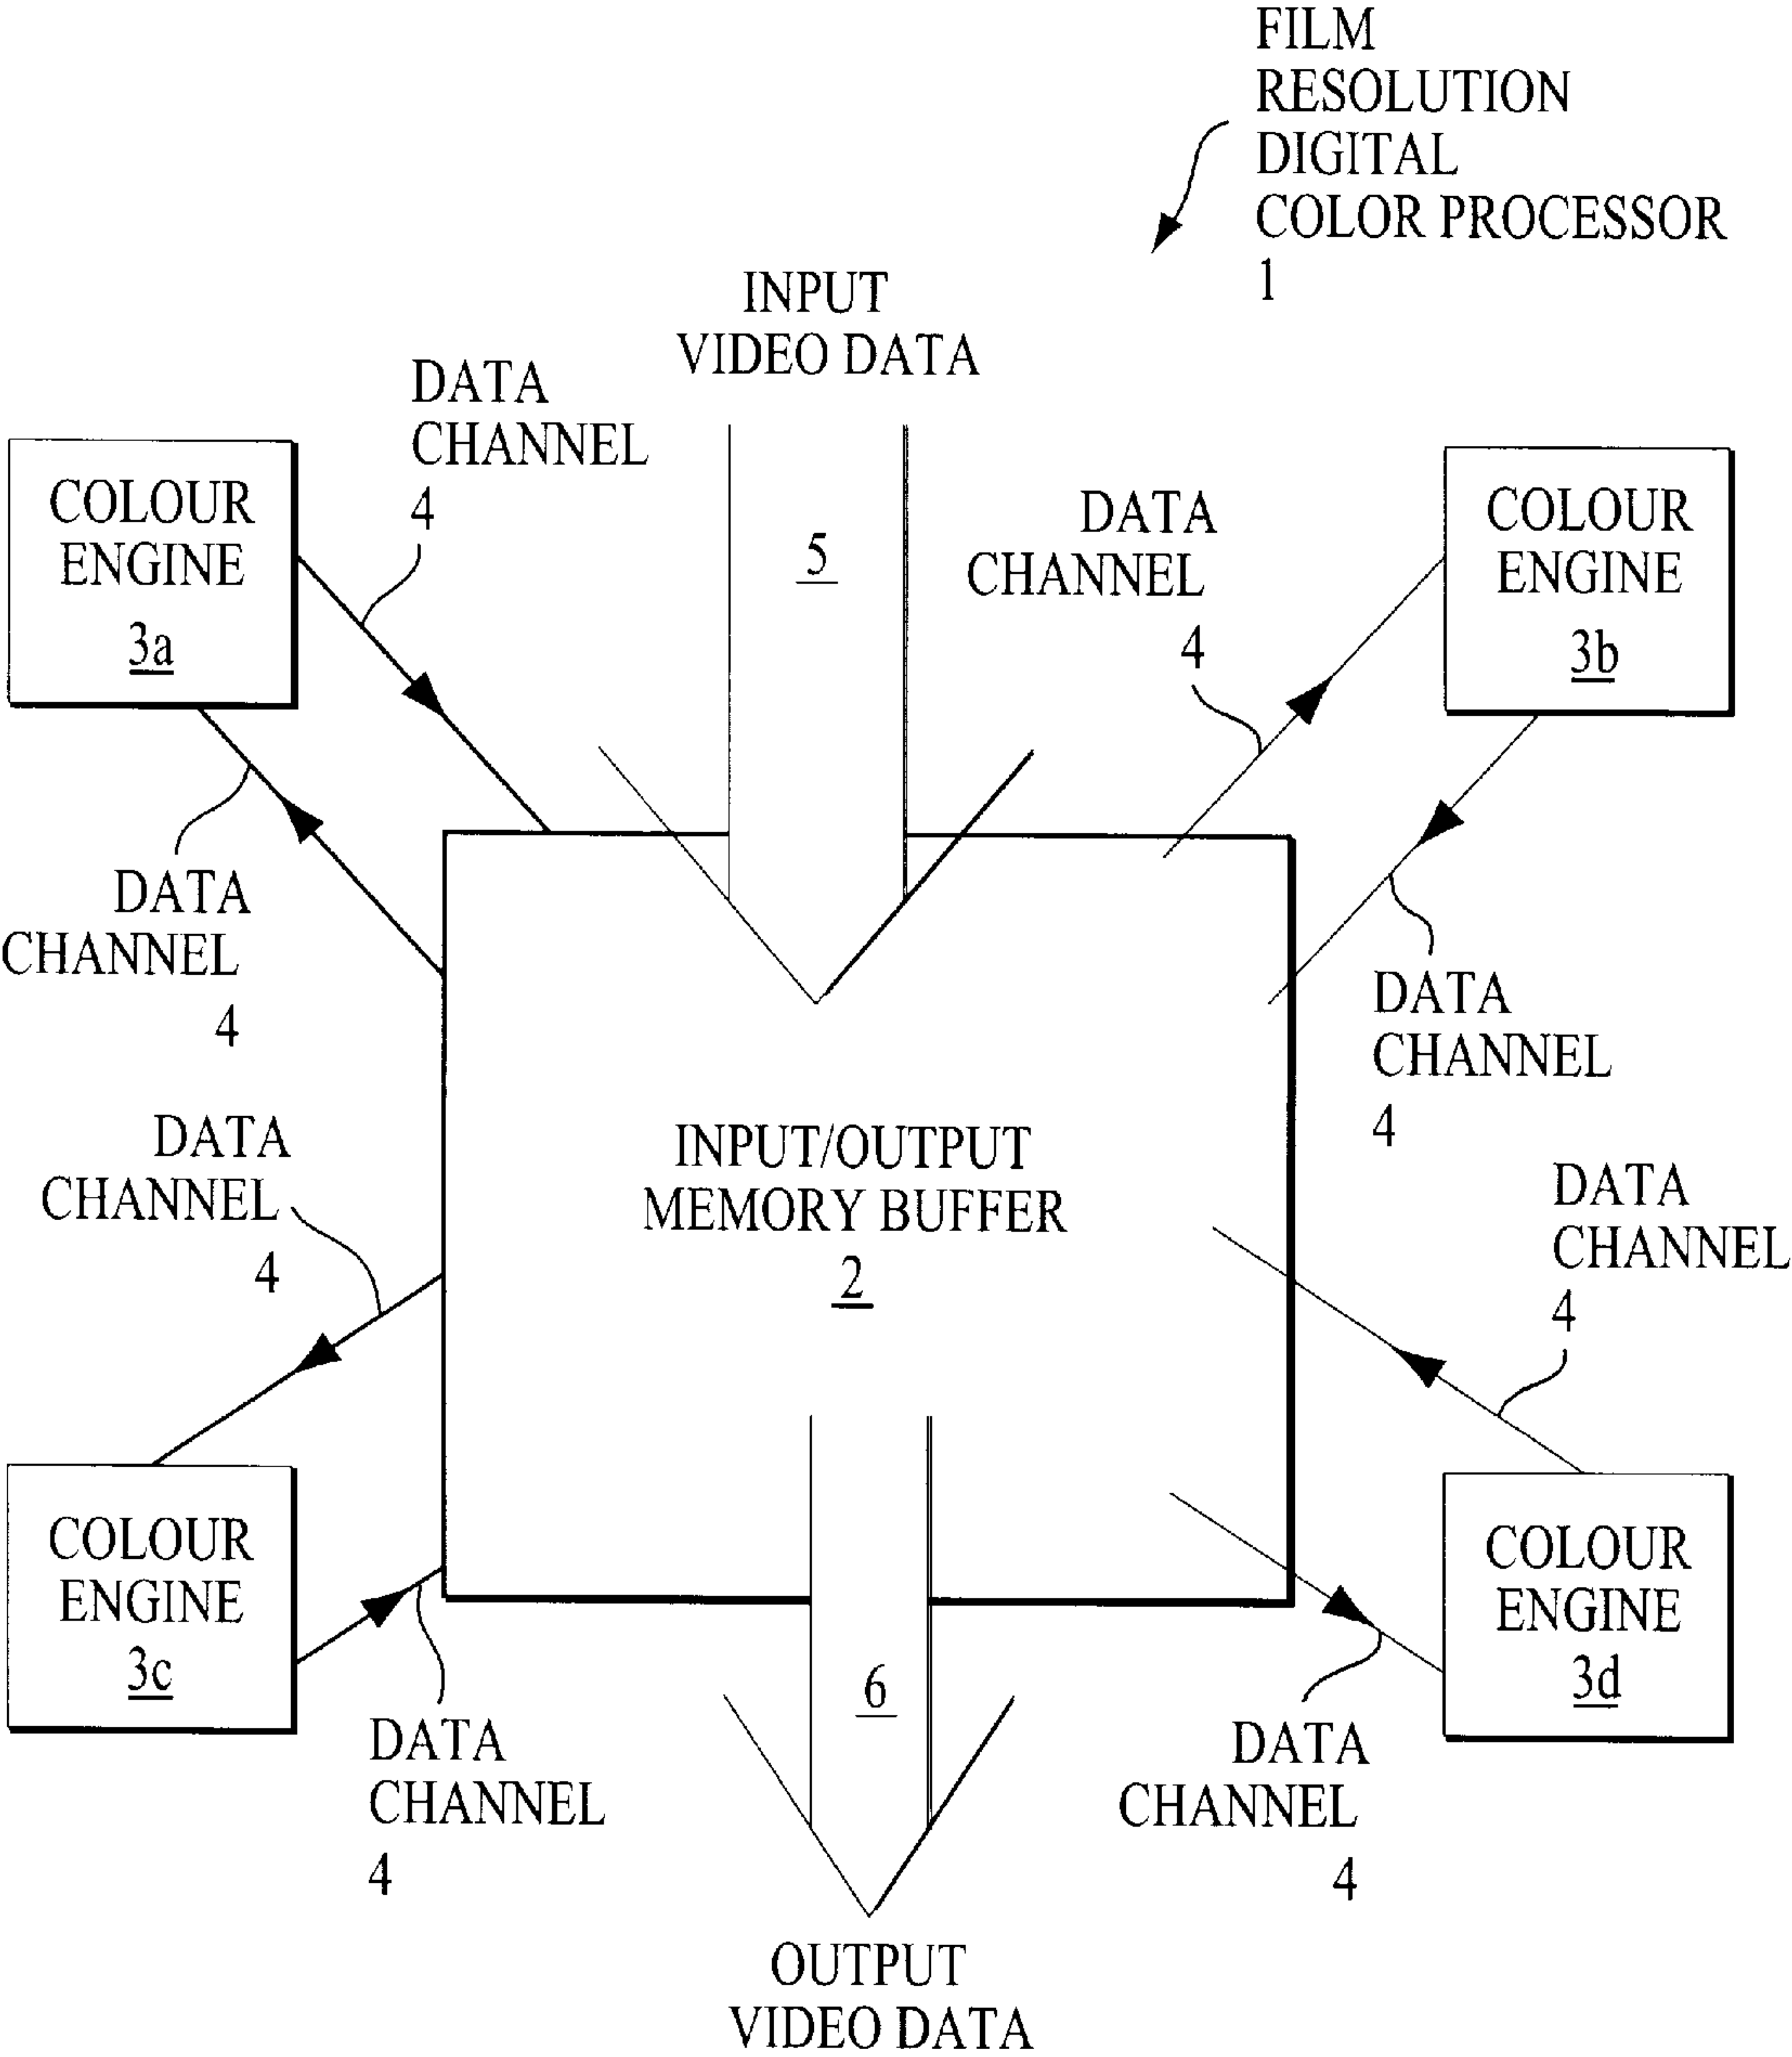 FILM
RESOLUTION
DIGITAL
COLOR PROCESSOR
1
INPUT
VIDEO DATA
5
DATA
CHANNEL
4
COLOUR
ENGINE
3a
DATA
CHANNEL
4
COLOUR
ENGINE
3b
DATA
CHANNEL
4
DATA
CHANNEL
4
INPUT/OUTPUT
MEMORY BUFFER
2
DATA
CHANNEL
4
DATA
CHANNEL
4
COLOUR
ENGINE
3c
DATA
CHANNEL
4
6
COLOUR
ENGINE
3d
DATA
CHANNEL
4
OUTPUT
VIDEO DATA